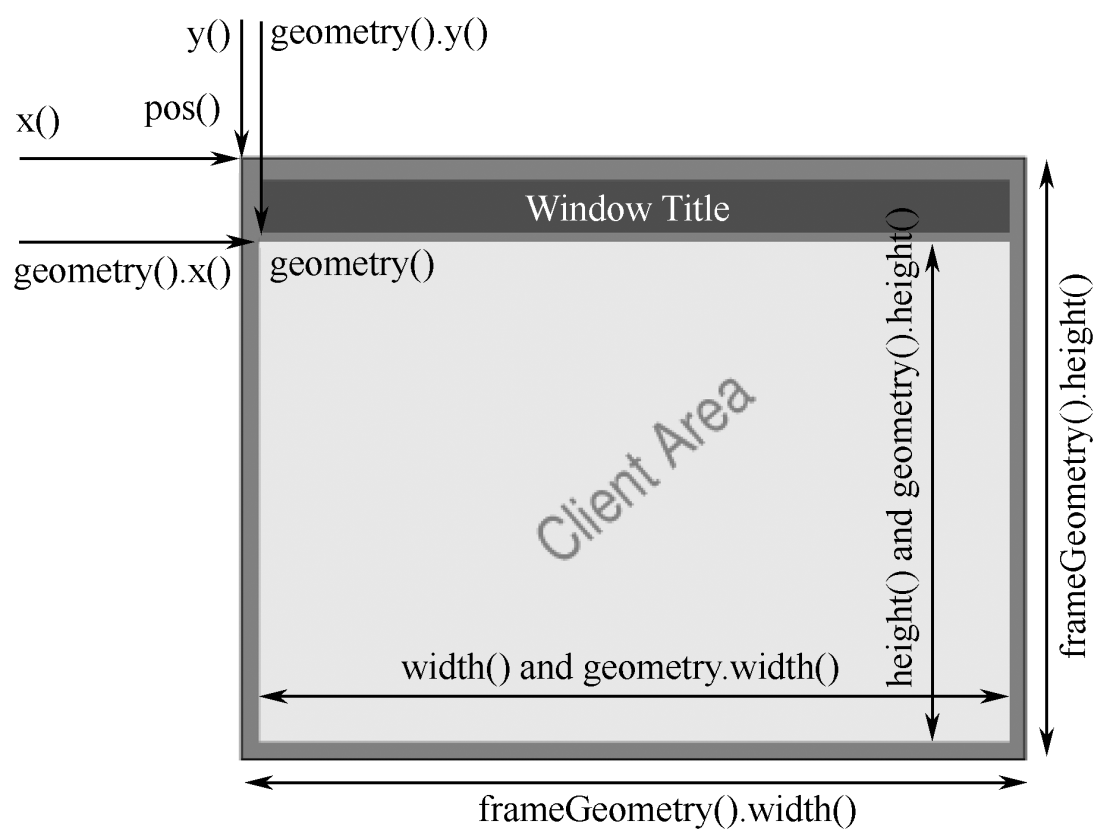 y()
geometry().y()
pos()
x()
Window Title
geometry().x()
geometry()
height() and geometry().height()
frameGeometry().height()
Client Area
width() and geometry.width()
frameGeometry().width()